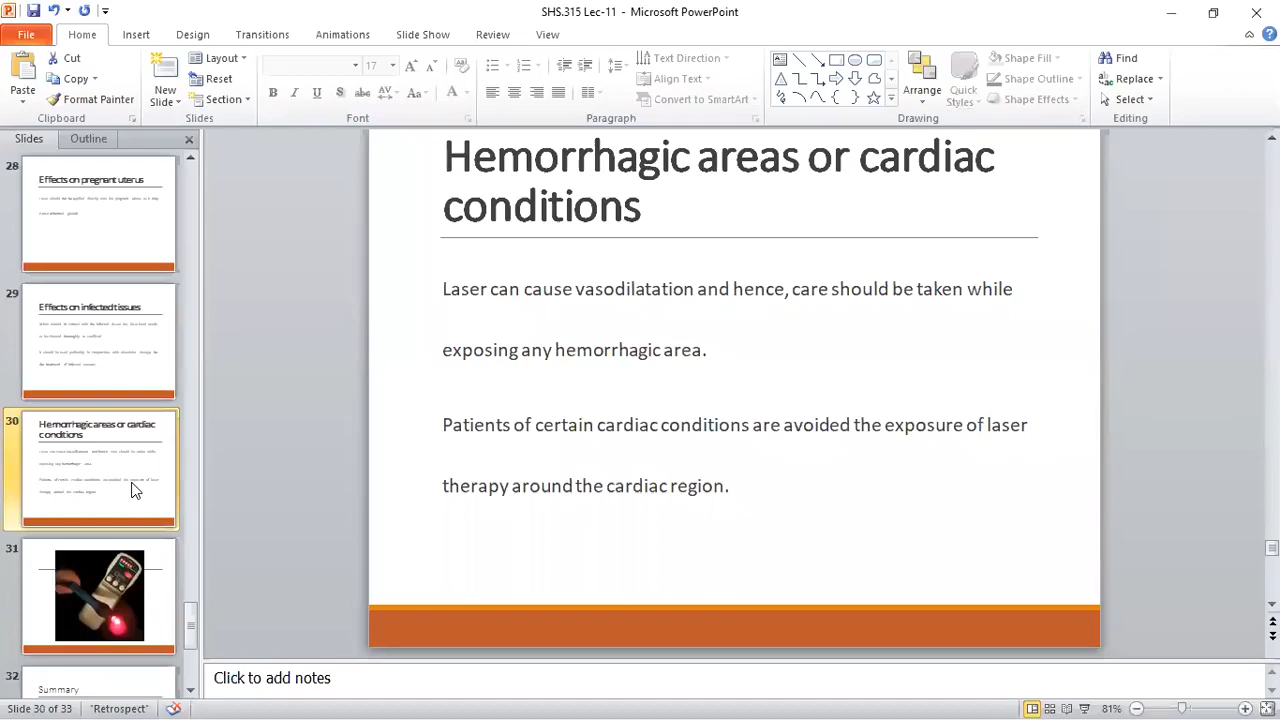 SHS.315 Lec-11 - Microsoft PowerPoint
File Home Insert Design Transitions Animations Slide Show Review View
Paste
Cut
Copy
Format Painter
Clipboard
New Slide
Layout
Reset
Section
Slides
17
B I U S abc AV Aa A
Font
Text Direction
Align Text
Convert to SmartArt
Paragraph
Arrange
Quick Styles
Shape Fill
Shape Outline
Shape Effects
Drawing
Find
Replace
Select
Editing
Slides Outline
28
Effects on pregnant uterus
29
Effects on infected tissues
30
Hemorrhagic areas or cardiac
conditions
31
32
Summary
Hemorrhagic areas or cardiac
conditions
Laser can cause vasodilatation and hence, care should be taken while
exposing any hemorrhagic area.
Patients of certain cardiac conditions are avoided the exposure of laser
therapy around the cardiac region.
Click to add notes
Slide 30 of 33 "Retrospect" 81%